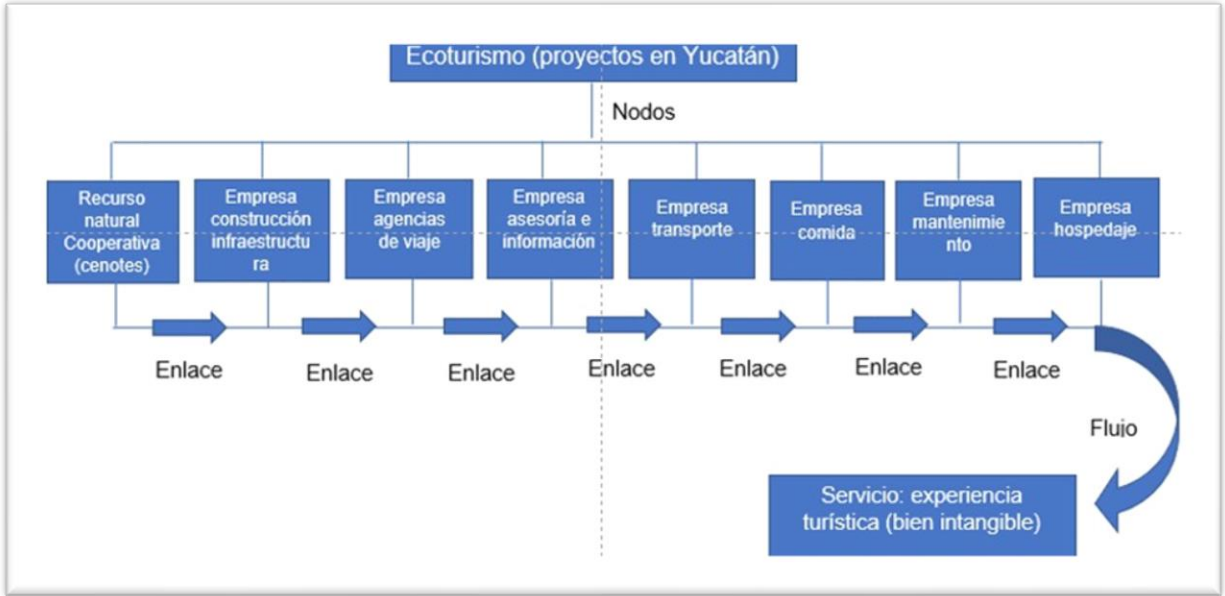 Ecoturismo (proyectos en Yucatán)
Nodos
Recurso
natural
Cooperativa
(cenotes)
Empresa
construcción
infraestructu
ra
Empresa
agencias
de viaje
Empresa
asesoría e
información
Empresa
transporte
Empresa
comida
Empresa
mantenimie
nto
Empresa
hospedaje
Enlace
Enlace
Enlace
Enlace
Enlace
Enlace
Enlace
Flujo
Servicio: experiencia
turística (bien intangible)